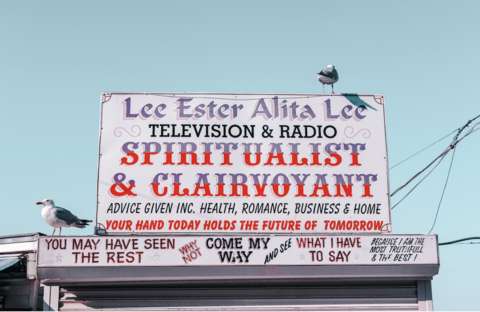 Lee Ester Alita Lee
TELEVISION & RADIO
SPIRITUALIST
& CLAIRVOYANT
ADVICE GIVEN INC. HEALTH, ROMANCE, BUSINESS & HOME
YOUR HAND TODAY HOLDS THE FUTURE OF TOMORROW
YOU MAY HAVE SEEN
THE REST
WHY
NOT
COME MY
WAY
AND SEE
WHAT I HAVE
TO SAY
BECAUSE I AM THE
MOST TRUTHFULL
& THE BEST!